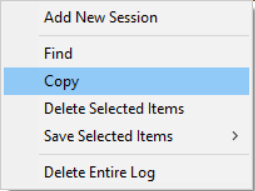 Add New Session
Find
Copy
Delete Selected Items
Save Selected Items
Delete Entire Log